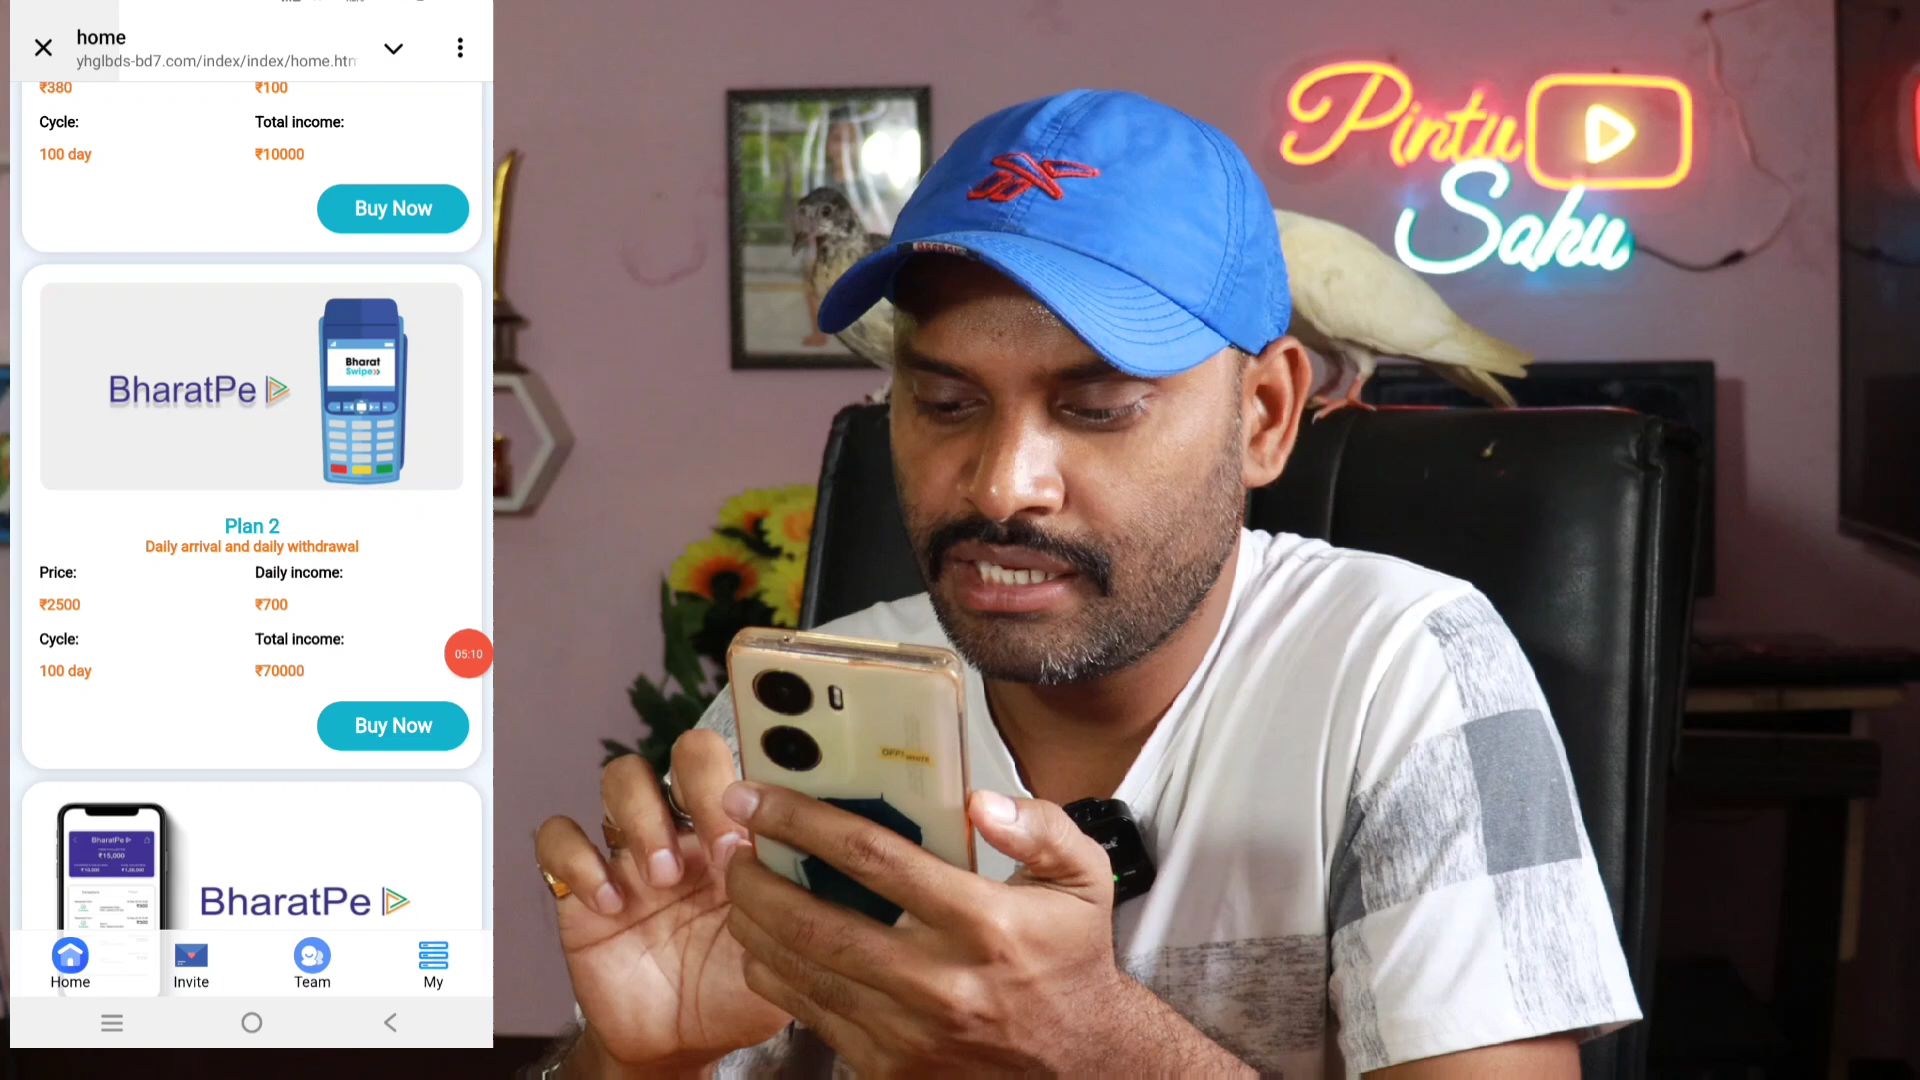 home
yhglbds-bd7.com/index/index/home.htm
₹380 ₹100
Cycle: Total income:
100 day ₹10000
Buy Now
BharatPe
Bharat
Swipe
Plan 2
Daily arrival and daily withdrawal
Price: Daily income:
₹2500 ₹700
Cycle: Total income:
100 day ₹70000
05:10
Buy Now
BharatPe
₹15,000
BharatPe
Home Invite Team My
Pintu
Sahu